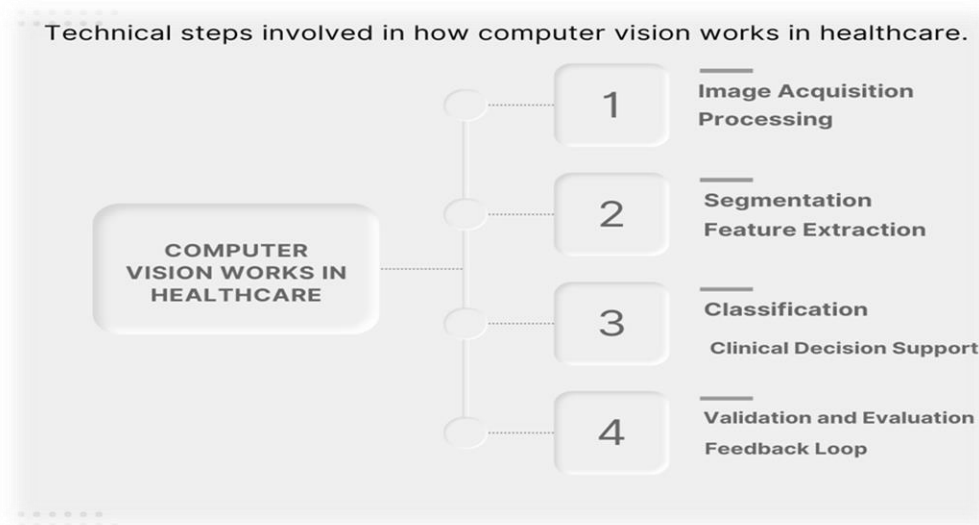 Technical steps involved in how computer vision works in healthcare.
COMPUTER
VISION WORKS IN
HEALTHCARE
1
Image Acquisition
Processing
2
Segmentation
Feature Extraction
3
Classification
Clinical Decision Support
4
Validation and Evaluation
Feedback Loop